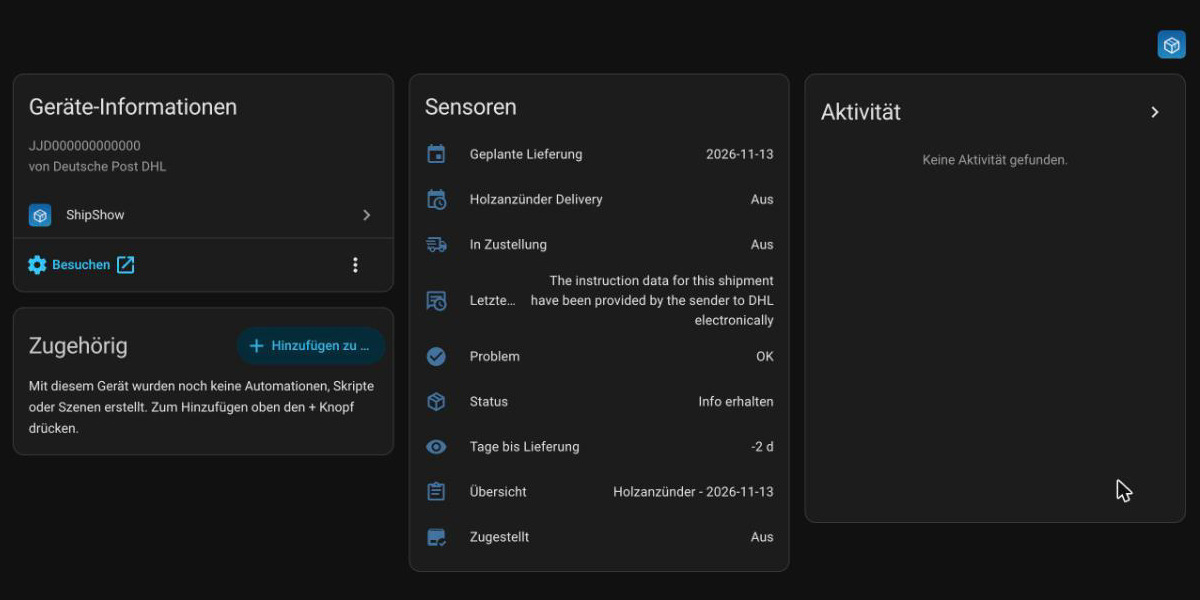 Geräte-Informationen
JJD000000000000
von Deutsche Post DHL
ShipShow
Besuchen
Zugehörig
Hinzufügen zu ...
Mit diesem Gerät wurden noch keine Automationen, Skripte
oder Szenen erstellt. Zum Hinzufügen oben den + Knopf
drücken.
Sensoren
Geplante Lieferung 2026-11-13
Holzanzünder Delivery Aus
In Zustellung Aus
Letzte... The instruction data for this shipment
have been provided by the sender to DHL
electronically
Problem OK
Status Info erhalten
Tage bis Lieferung -2 d
Übersicht Holzanzünder - 2026-11-13
Zugestellt Aus
Aktivität
Keine Aktivität gefunden.